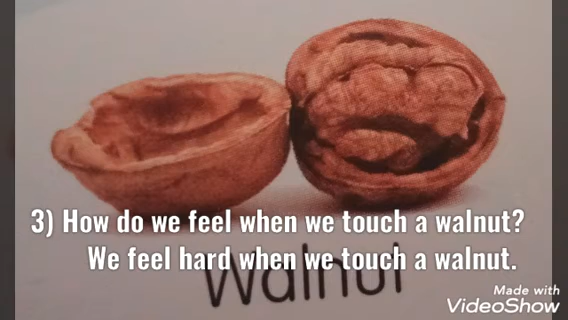 3) How do we feel when we touch a walnut?
We feel hard when we touch a walnut.
Walnut
Made with
VideoShow